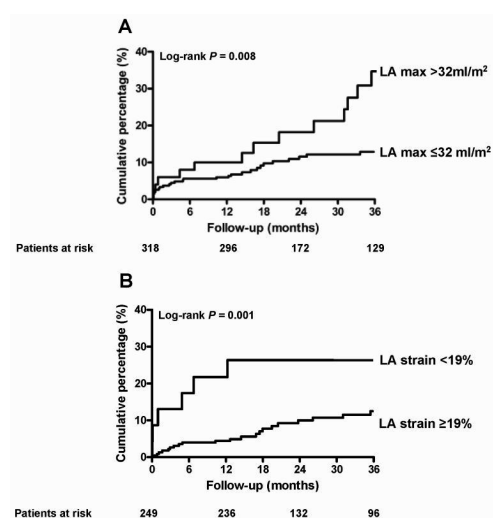 A
Log-rank P = 0.008
LA max >32ml/m²
LA max ≤32 ml/m²
Cumulative percentage (%)
40
30
20
10
0
0 6 12 18 24 30 36
Follow-up (months)
Patients at risk 318 296 172 129
B
Log-rank P = 0.001
LA strain <19%
LA strain ≥19%
Cumulative percentage (%)
40
30
20
10
0
0 6 12 18 24 30 36
Follow-up (months)
Patients at risk 249 236 132 96